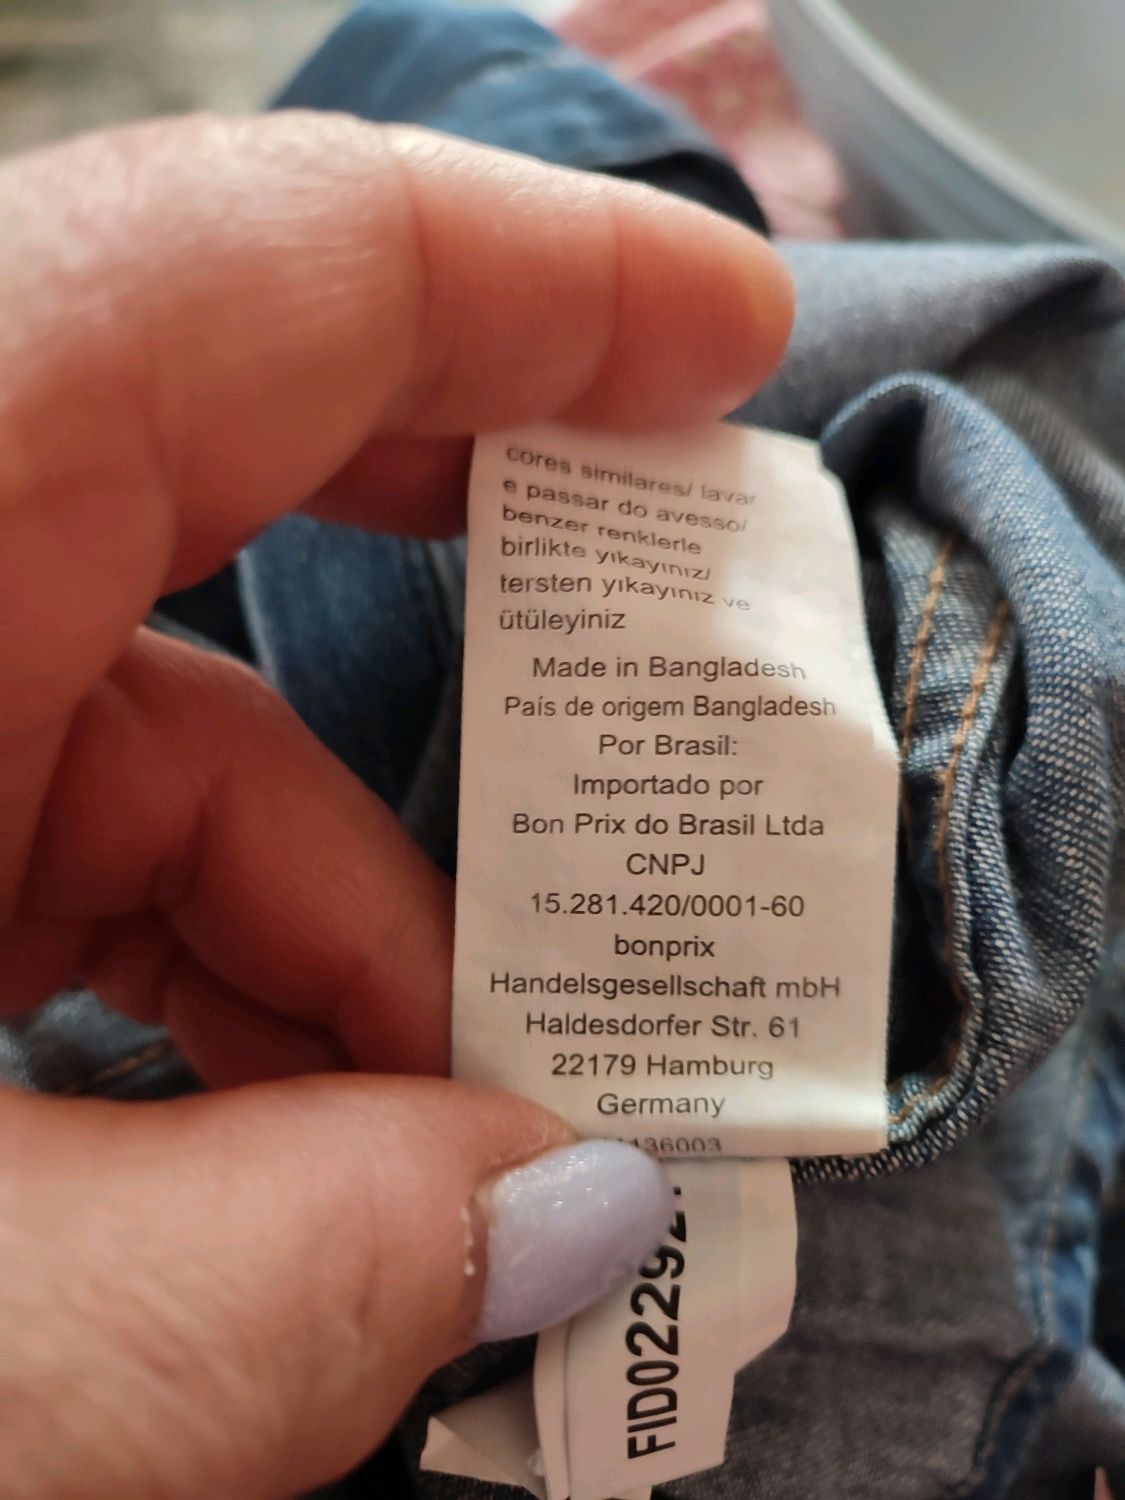 cores similares/ lavar
e passar do avesso/
benzer renklerle
birlikte yıkayınız/
tersten yıkayınız ve
ütüleyiniz
Made in Bangladesh
País de origem Bangladesh
Por Brasil:
Importado por
Bon Prix do Brasil Ltda
CNPJ
15.281.420/0001-60
bonprix
Handelsgesellschaft mbH
Haldesdorfer Str. 61
22179 Hamburg
Germany